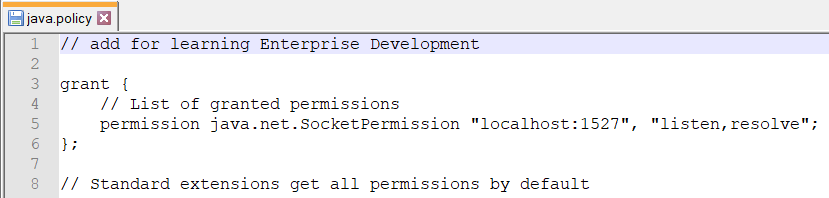 java.policy
1 // add for learning Enterprise Development
2
3 grant {
4     // List of granted permissions
5     permission java.net.SocketPermission "localhost:1527", "listen,resolve";
6 };
7
8 // Standard extensions get all permissions by default